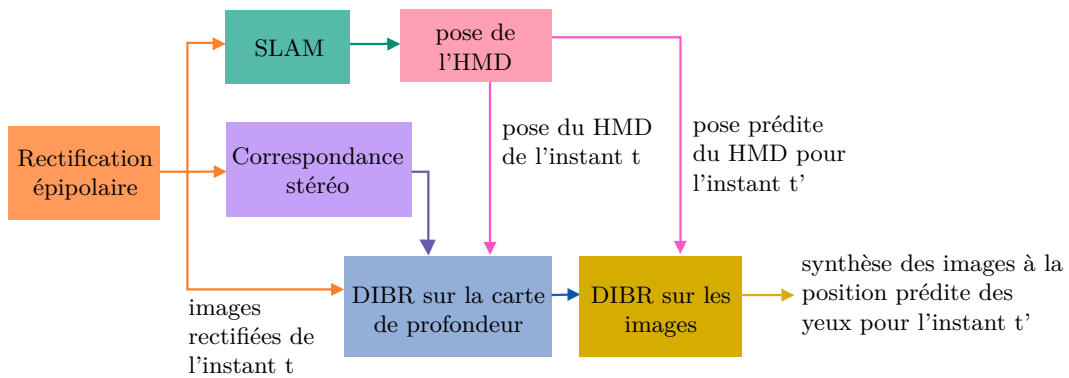 SLAM
pose de
l'HMD
Rectification
épipolaire
Correspondance
stéréo
pose du HMD
de l'instant t
pose prédite
du HMD pour
l'instant t'
images
rectifiées de
l'instant t
DIBR sur la carte
de profondeur
DIBR sur les
images
synthèse des images à la
position prédite des
yeux pour l'instant t'